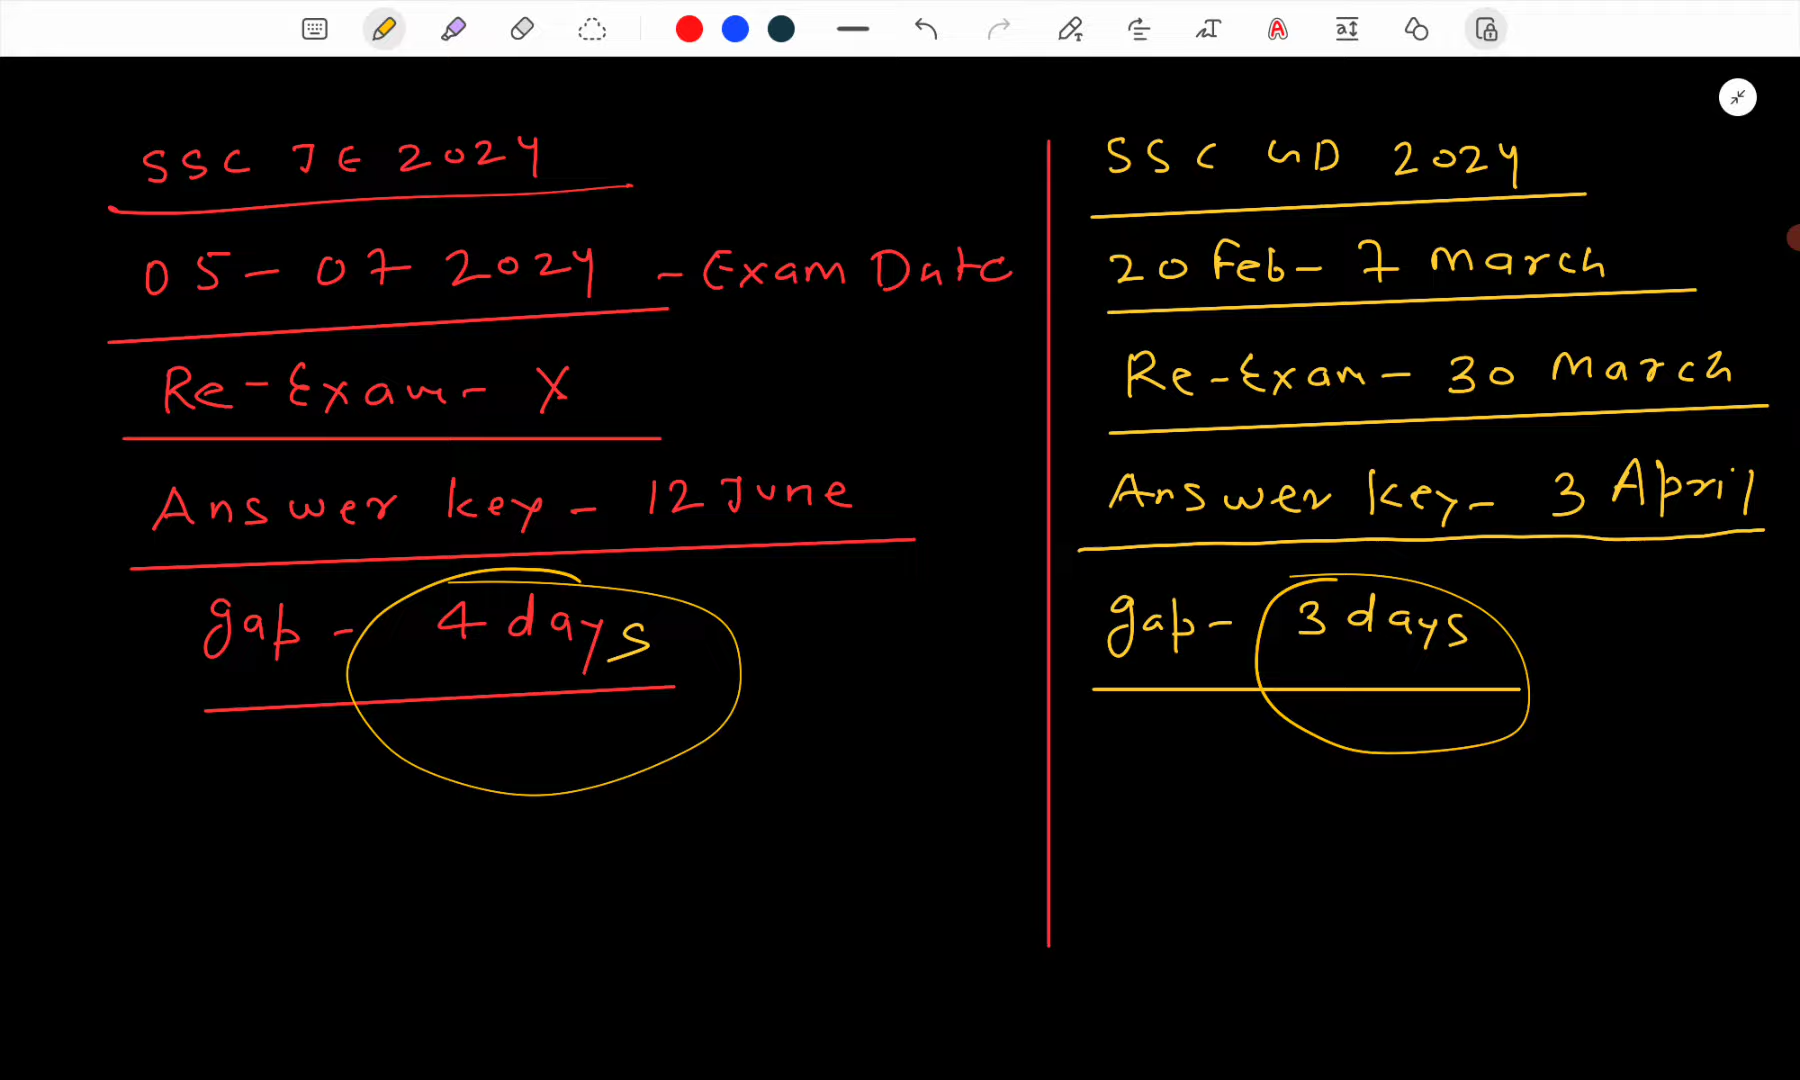 SSC JE 2024
05-07 2024 - Exam Date
Re-Exam- X
Answer key- 12 June
gap- 4 days
SSC GD 2024
20 Feb- 7 March
Re-Exam- 30 March
Answer key- 3 April
gap- 3 days